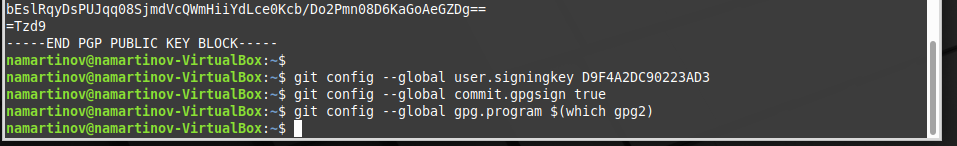 bEslRqyDsPUJqq08SjmdVcQWmHiiYdLce0Kcb/Do2Pmn08D6KaGoAeGZDg==
=Tzd9
-----END PGP PUBLIC KEY BLOCK-----
namartinov@namartinov-VirtualBox:~$
namartinov@namartinov-VirtualBox:~$ git config --global user.signingkey D9F4A2DC90223AD3
namartinov@namartinov-VirtualBox:~$ git config --global commit.gpgsign true
namartinov@namartinov-VirtualBox:~$ git config --global gpg.program $(which gpg2)
namartinov@namartinov-VirtualBox:~$